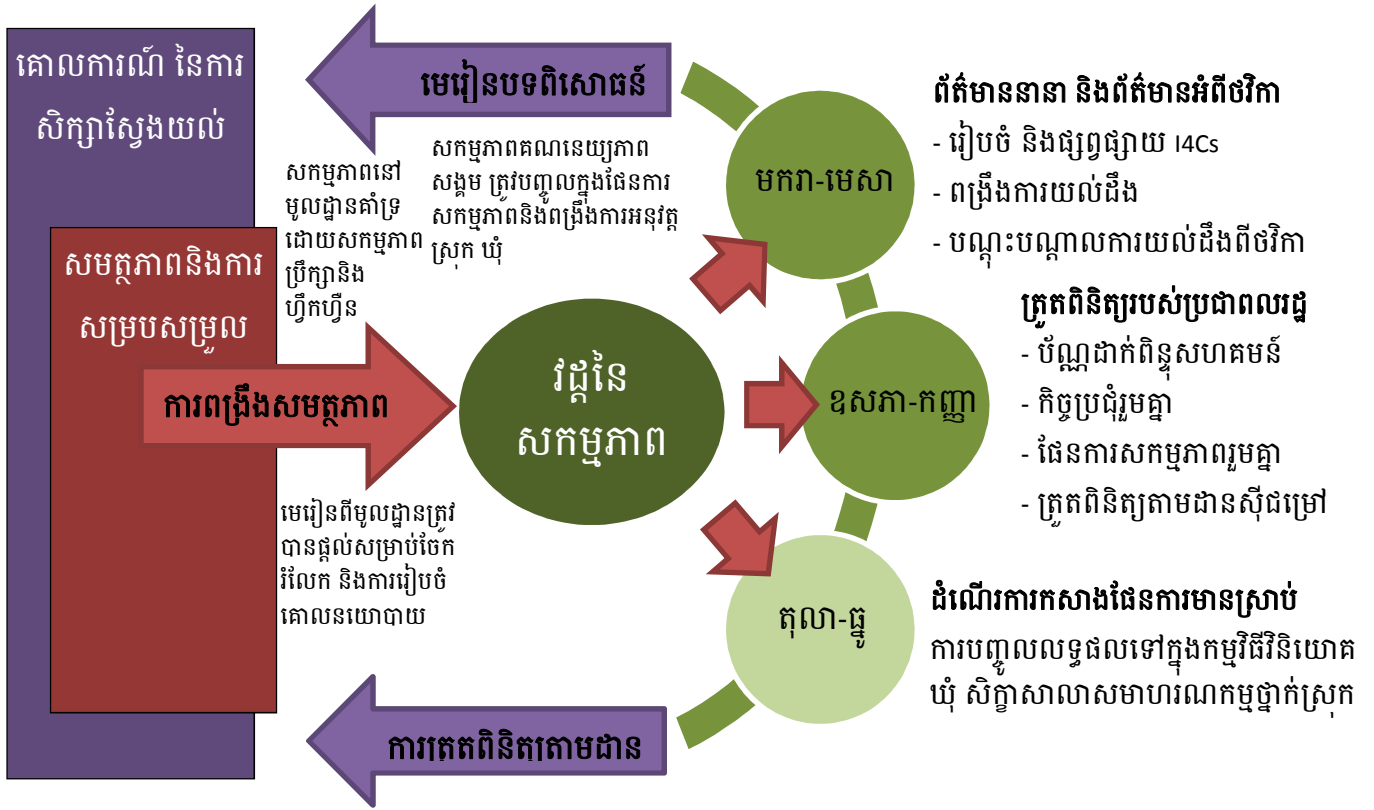 គោលការណ៍ នៃការ
សិក្សាស្វែងយល់
សមត្ថភាពនិងការ
សម្របសម្រួល
មេរៀនបទពិសោធន៍
សកម្មភាពនៅ
មូលដ្ឋានគាំទ្រ
ដោយសកម្មភាព
ប្រឹក្សានិង
ហ្វឹកហ្វឺន
សកម្មភាពគណនេយ្យភាព
សង្គម ត្រូវបញ្ចូលក្នុងផែនការ
សកម្មភាពនិងពង្រឹងការអនុវត្ត
ស្រុក ឃុំ
ការពង្រឹងសមត្ថភាព
មេរៀនពីមូលដ្ឋានត្រូវ
បានផ្តល់សម្រាប់ចែក
រំលែក និងការរៀបចំ
គោលនយោបាយ
ការត្រួតពិនិត្យតាមដាន
វដ្តនៃ
សកម្មភាព
មករា-មេសា
ព័ត៌មាននានា និងព័ត៌មានអំពីថវិកា
- រៀបចំ និងផ្សព្វផ្សាយ I4Cs
- ពង្រឹងការយល់ដឹង
- បណ្តុះបណ្តាលការយល់ដឹងពីថវិកា
ឧសភា-កញ្ញា
ត្រួតពិនិត្យរបស់ប្រជាពលរដ្ឋ
- ប័ណ្ណដាក់ពិន្ទុសហគមន៍
- កិច្ចប្រជុំរួមគ្នា
- ផែនការសកម្មភាពរួមគ្នា
- ត្រួតពិនិត្យតាមដានស៊ីជម្រៅ
តុលា-ធ្នូ
ដំណើរការកសាងផែនការមានស្រាប់
ការបញ្ចូលលទ្ធផលទៅក្នុងកម្មវិធីវិនិយោគ
ឃុំ សិក្ខាសាលាសមាហរណកម្មថ្នាក់ស្រុក